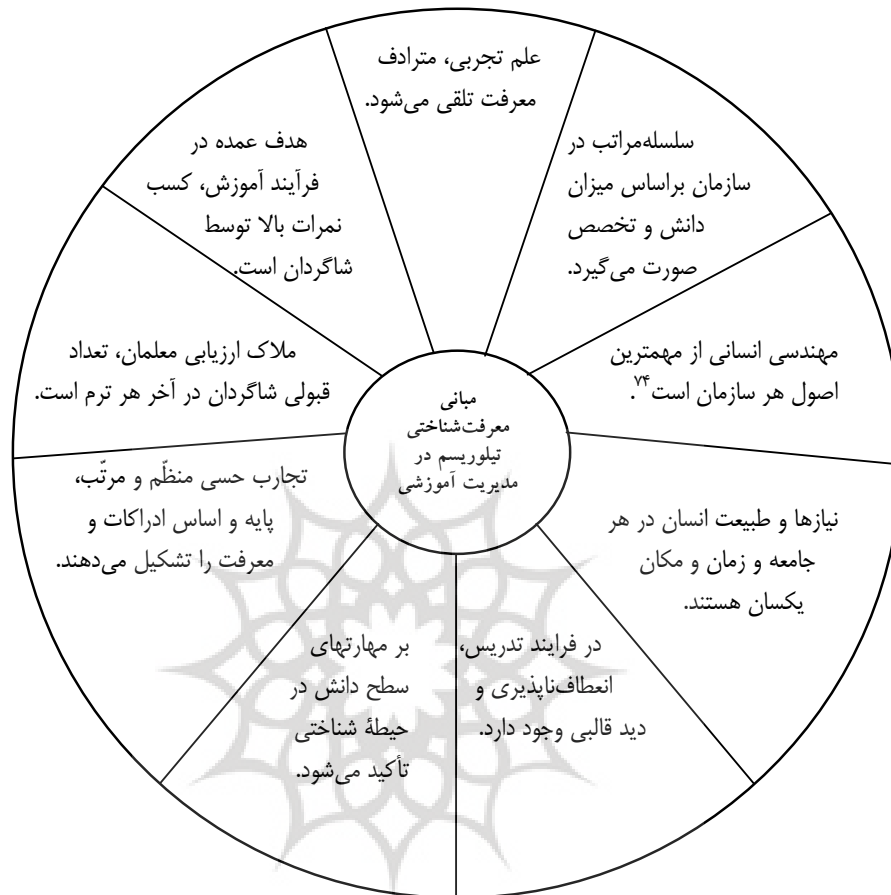 علم تجربی، مترادف
معرفت تلقی می‌شود.
سلسله‌مراتب در
سازمان براساس میزان
دانش و تخصص
صورت می‌گیرد.
مهندسی انسانی از مهمترین
اصول هر سازمان است۷۴.
نیازها و طبیعت انسان در هر
جامعه و زمان و مکان
یکسان هستند.
در فرایند تدریس،
انعطاف‌ناپذیری و
دید قالبی وجود دارد.
بر مهارتهای
سطح دانش در
حیطهٔ شناختی
تأکید می‌شود.
تجارب حسی منظّم و مرتّب،
پایه و اساس ادراکات و
معرفت را تشکیل می‌دهند.
ملاک ارزیابی معلمان، تعداد
قبولی شاگردان در آخر هر ترم است.
هدف عمده در
فرآیند آموزش، کسب
نمرات بالا توسط
شاگردان است.
مبانی
معرفت‌شناختی
تیلوریسم در
مدیریت آموزشی